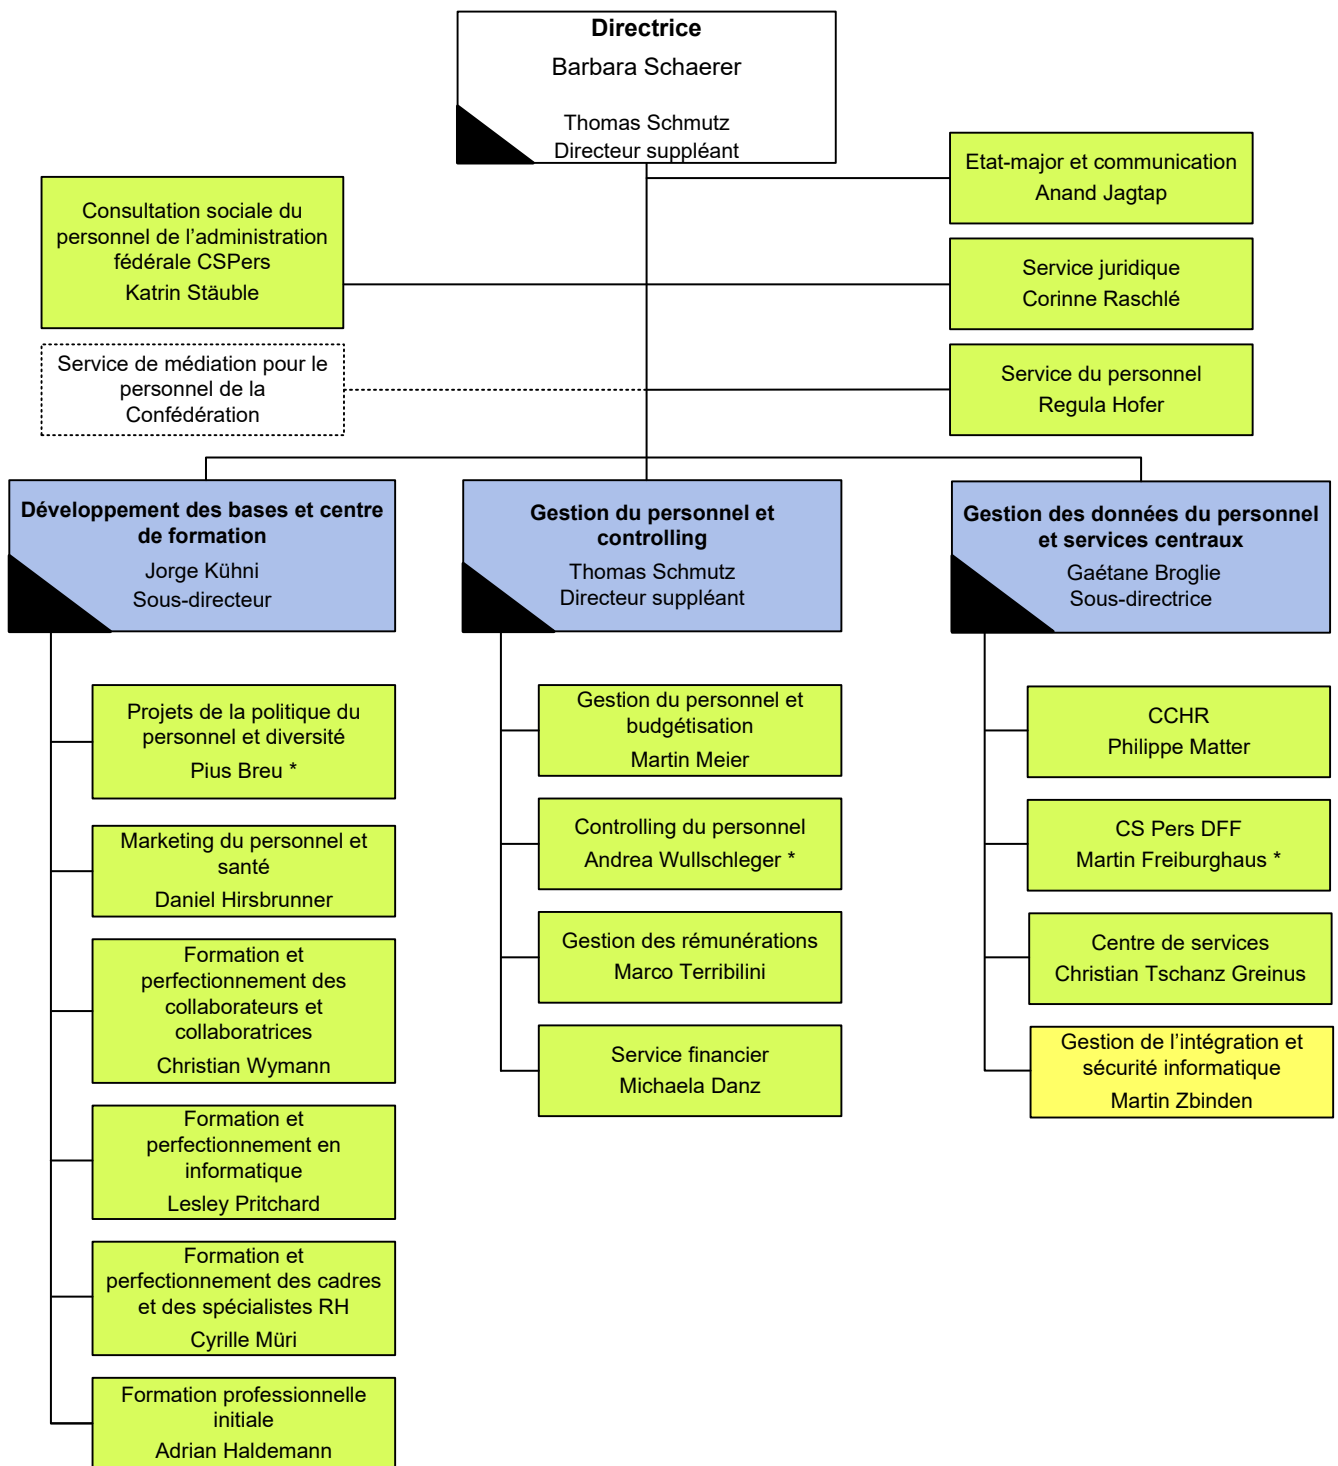 Directrice
Barbara Schaerer
Thomas Schmutz
Directeur suppléant
Etat-major et communication
Anand Jagtap
Consultation sociale du
personnel de l’administration
fédérale CSPers
Katrin Stäuble
Service juridique
Corinne Raschlé
Service de médiation pour le
personnel de la
Confédération
Service du personnel
Regula Hofer
Développement des bases et centre
de formation
Jorge Kühni
Sous-directeur
Gestion du personnel et
controlling
Thomas Schmutz
Directeur suppléant
Gestion des données du personnel
et services centraux
Gaétane Broglie
Sous-directrice
Projets de la politique du
personnel et diversité
Pius Breu *
Marketing du personnel et
santé
Daniel Hirsbrunner
Formation et
perfectionnement des
collaborateurs et
collaboratrices
Christian Wymann
Formation et
perfectionnement en
informatique
Lesley Pritchard
Formation et
perfectionnement des cadres
et des spécialistes RH
Cyrille Müri
Formation professionnelle
initiale
Adrian Haldemann
Gestion du personnel et
budgétisation
Martin Meier
Controlling du personnel
Andrea Wullschleger *
Gestion des rémunérations
Marco Terribilini
Service financier
Michaela Danz
CCHR
Philippe Matter
CS Pers DFF
Martin Freiburghaus *
Centre de services
Christian Tschanz Greinus
Gestion de l’intégration et
sécurité informatique
Martin Zbinden